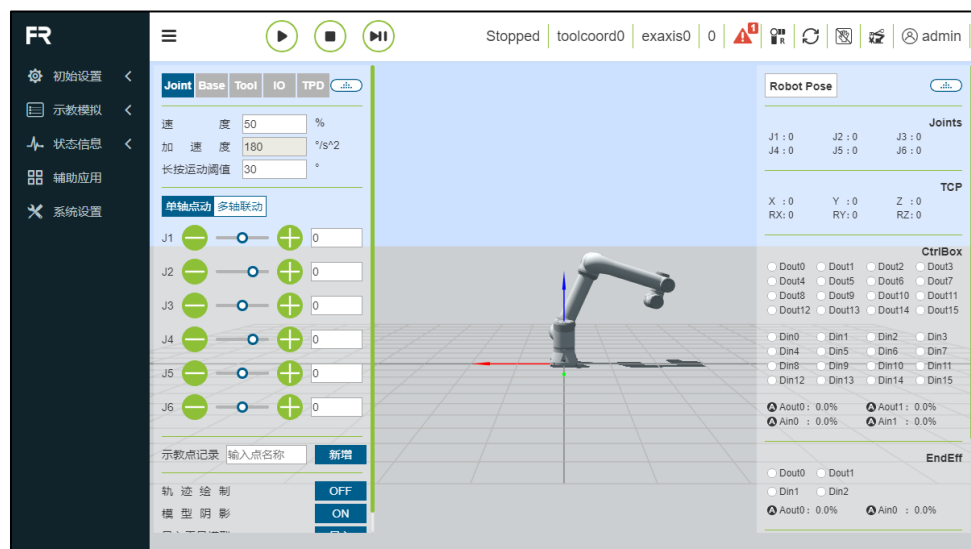 FR
Stopped toolcoord0 exaxis0 0 1 R admin
初始设置
示教模拟
状态信息
辅助应用
系统设置
Joint Base Tool IO TPD
速 度 50 %
加 速 度 180 °/s^2
长按运动阈值 30 °
单轴点动 多轴联动
J1 0
J2 0
J3 0
J4 0
J5 0
J6 0
示教点记录 输入点名称 新增
轨 迹 绘 制 OFF
模 型 阴 影 ON
Robot Pose
Joints
J1 : 0 J2 : 0 J3 : 0
J4 : 0 J5 : 0 J6 : 0
TCP
X : 0 Y : 0 Z : 0
RX: 0 RY: 0 RZ: 0
CtrlBox
Dout0 Dout1 Dout2 Dout3
Dout4 Dout5 Dout6 Dout7
Dout8 Dout9 Dout10 Dout11
Dout12 Dout13 Dout14 Dout15
Din0 Din1 Din2 Din3
Din4 Din5 Din6 Din7
Din8 Din9 Din10 Din11
Din12 Din13 Din14 Din15
A Aout0 : 0.0% A Aout1 : 0.0%
A Ain0 : 0.0% A Ain1 : 0.0%
EndEff
Dout0 Dout1
Din1 Din2
A Aout0 : 0.0% A Ain0 : 0.0%